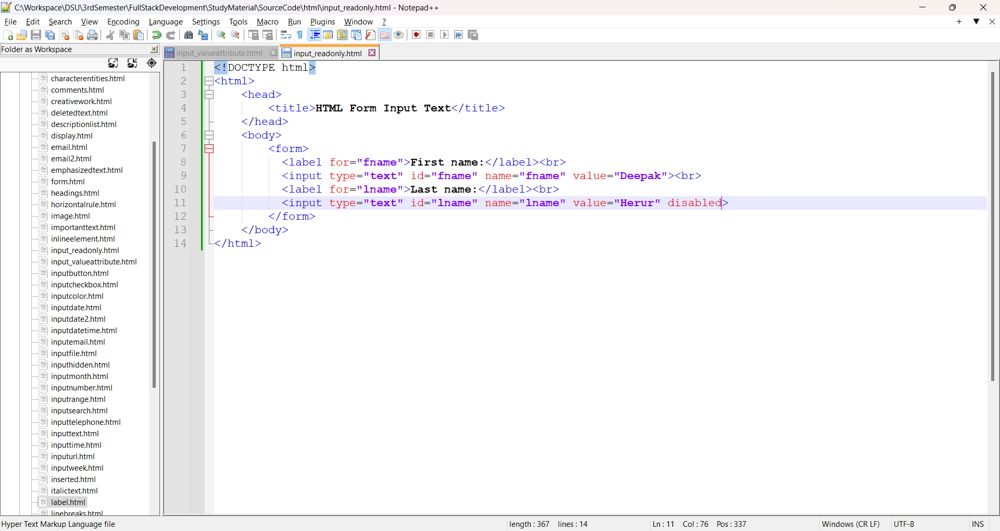 C:\Workspace\DSU\3rdSemester\FullStackDevelopment\StudyMaterial\SourceCode\html\input_readonly.html - Notepad++
File Edit Search View Encoding Language Settings Tools Macro Run Plugins Window ?
Folder as Workspace
input_valueattribute.html
input_readonly.html
characterentities.html
comments.html
creativework.html
deletedtext.html
descriptionlist.html
display.html
email.html
email2.html
emphasizedtext.html
form.html
headings.html
horizontalrule.html
image.html
importanttext.html
inlineelement.html
input_readonly.html
input_valueattribute.html
inputbutton.html
inputcheckbox.html
inputcolor.html
inputdate.html
inputdate2.html
inputdatetime.html
inputemail.html
inputfile.html
inputhidden.html
inputmonth.html
inputnumber.html
inputrange.html
inputsearch.html
inputtelephone.html
inputtext.html
inputtime.html
inputurl.html
inputweek.html
inserted.html
italictext.html
label.html
linebreaks.html
1 <!DOCTYPE html>
2 <html>
3 <head>
4 <title>HTML Form Input Text</title>
5 </head>
6 <body>
7 <form>
8 <label for="fname">First name:</label><br>
9 <input type="text" id="fname" name="fname" value="Deepak"><br>
10 <label for="lname">Last name:</label><br>
11 <input type="text" id="lname" name="lname" value="Herur" disabled>
12 </form>
13 </body>
14 </html>
Hyper Text Markup Language file
length : 367 lines : 14
Ln : 11 Col : 76 Pos : 337
Windows (CR LF)
UTF-8
INS